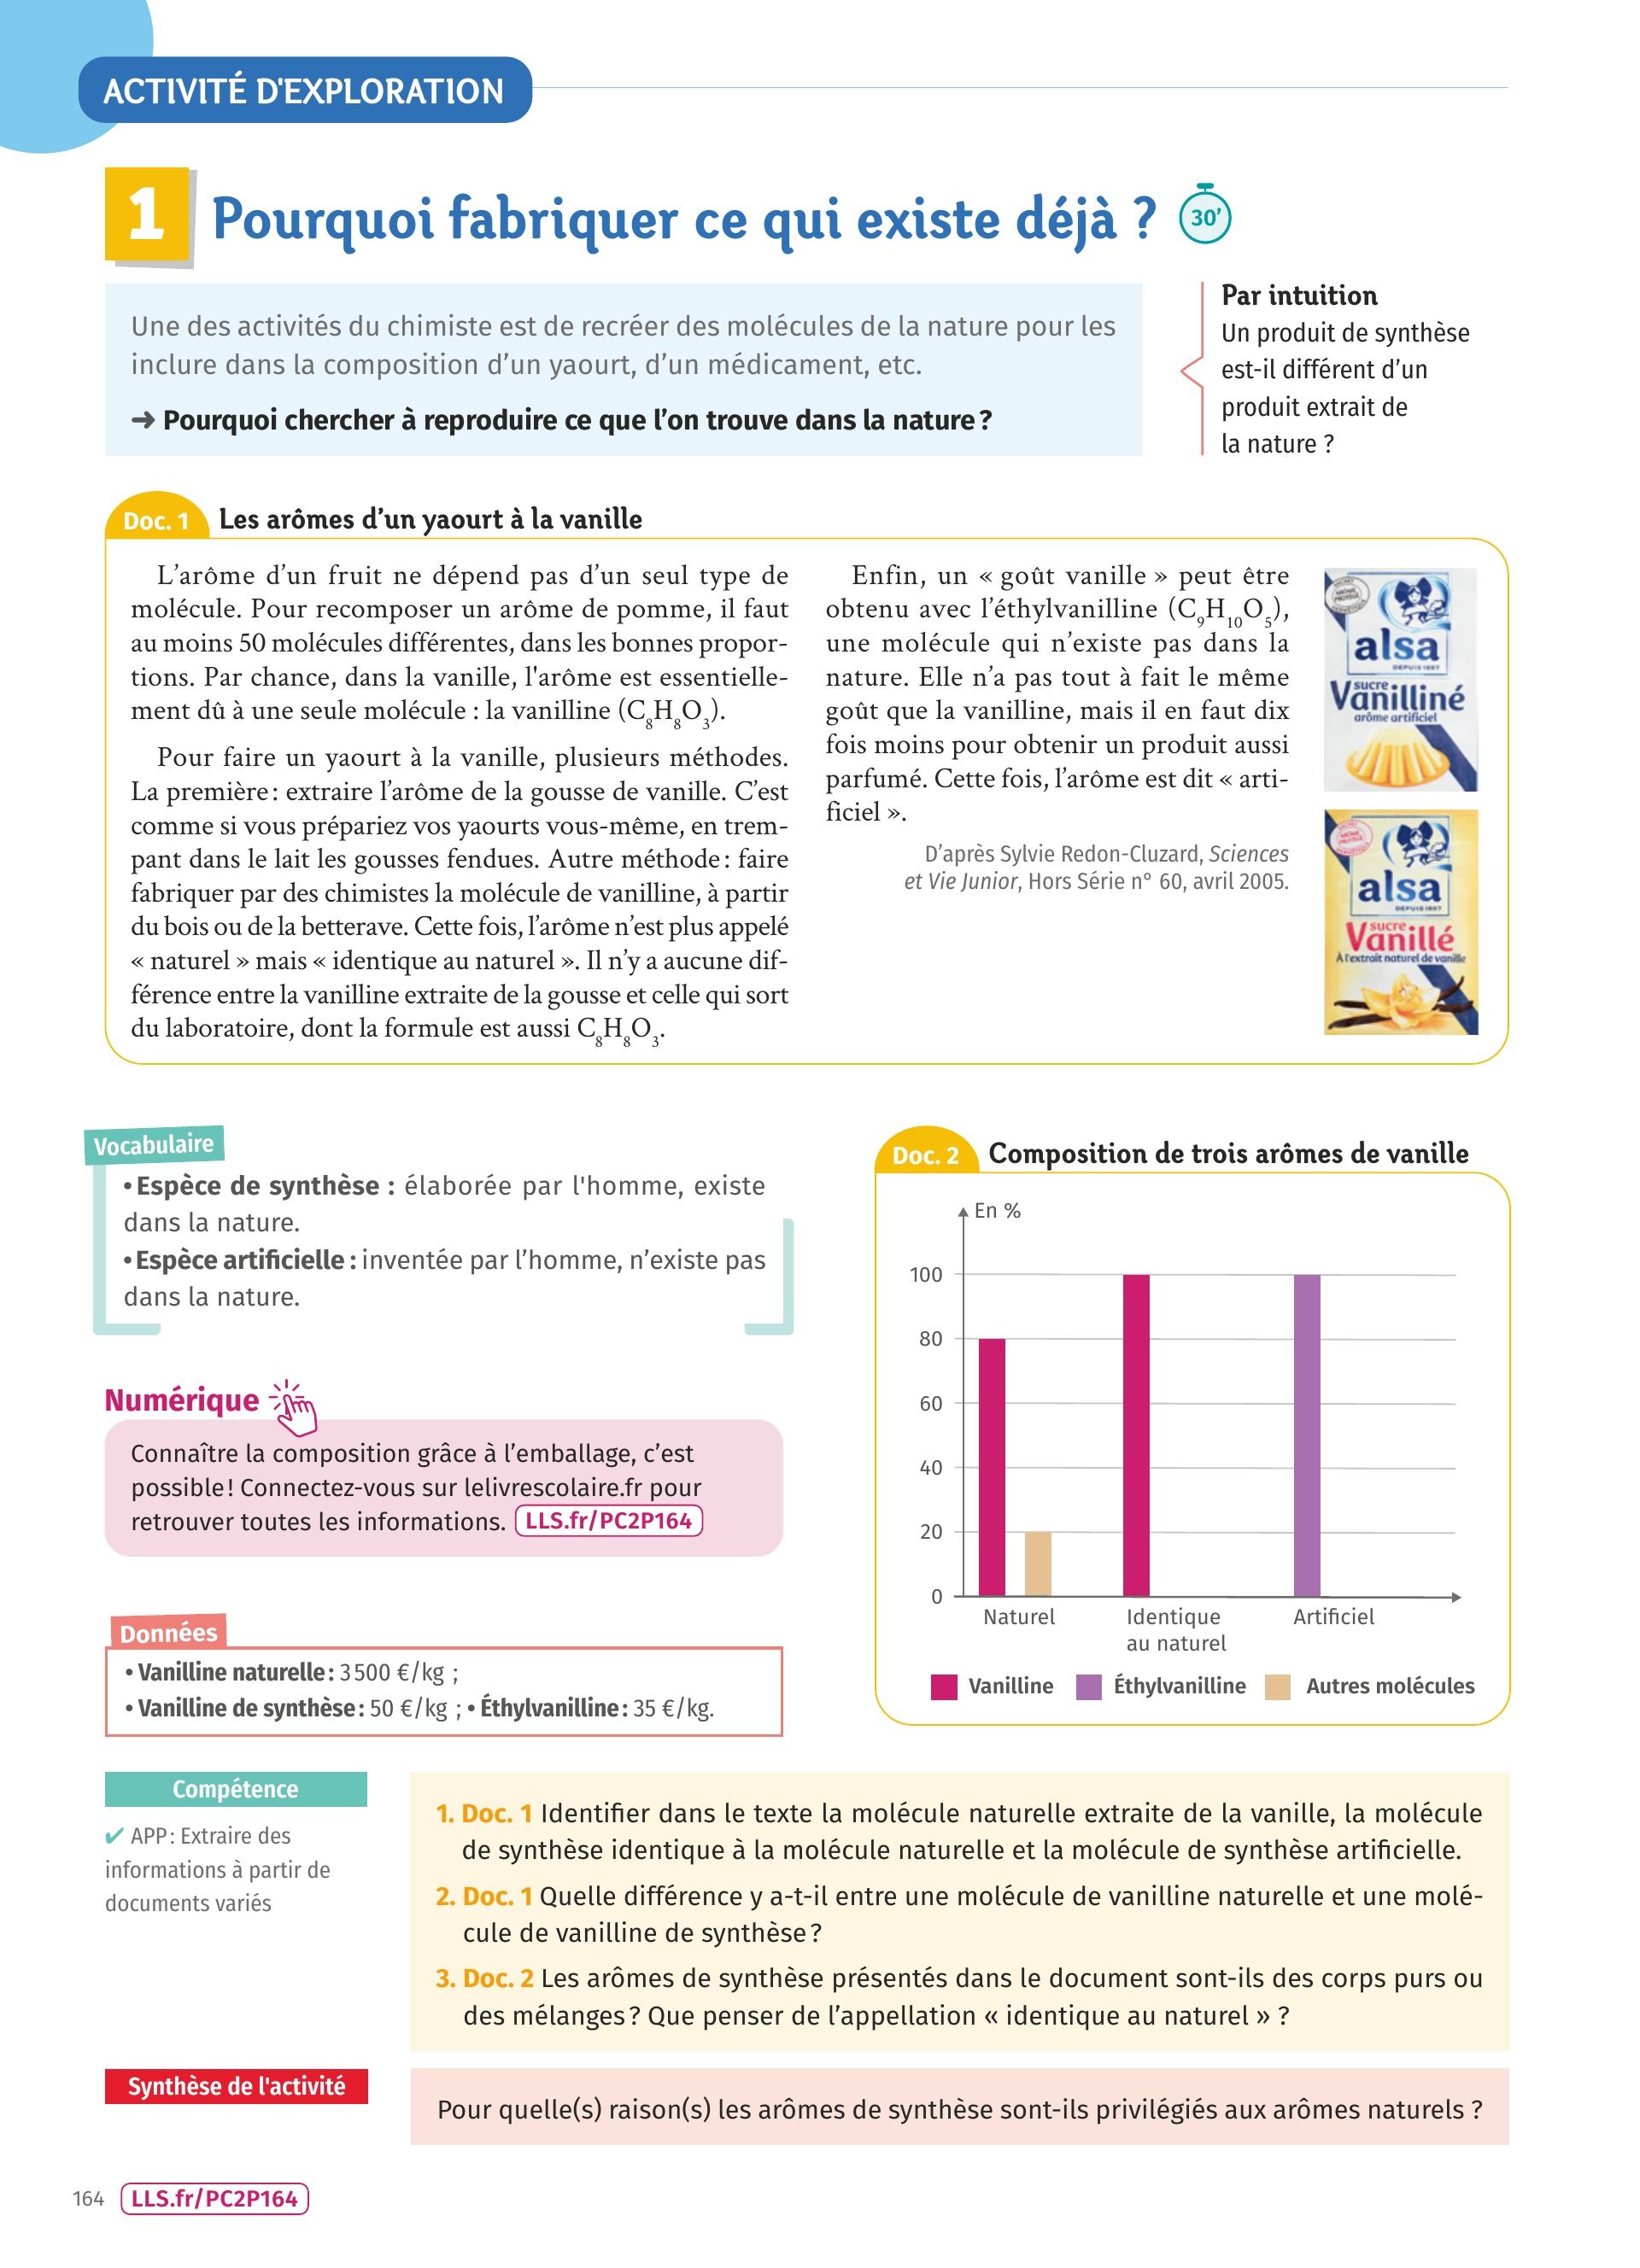 ACTIVITÉ D'EXPLORATION
1 Pourquoi fabriquer ce qui existe déjà ? 30’
Une des activités du chimiste est de recréer des molécules de la nature pour les
inclure dans la composition d’un yaourt, d’un médicament, etc.
➜ Pourquoi chercher à reproduire ce que l’on trouve dans la nature ?
Par intuition
Un produit de synthèse
est-il différent d’un
produit extrait de
la nature ?
Doc. 1 Les arômes d’un yaourt à la vanille
L’arôme d’un fruit ne dépend pas d’un seul type de
molécule. Pour recomposer un arôme de pomme, il faut
au moins 50 molécules différentes, dans les bonnes propor-
tions. Par chance, dans la vanille, l'arôme est essentielle-
ment dû à une seule molécule : la vanilline (C₈H₈O₃).
Pour faire un yaourt à la vanille, plusieurs méthodes.
La première : extraire l’arôme de la gousse de vanille. C’est
comme si vous prépariez vos yaourts vous-même, en trem-
pant dans le lait les gousses fendues. Autre méthode : faire
fabriquer par des chimistes la molécule de vanilline, à partir
du bois ou de la betterave. Cette fois, l’arôme n’est plus appelé
« naturel » mais « identique au naturel ». Il n’y a aucune dif-
férence entre la vanilline extraite de la gousse et celle qui sort
du laboratoire, dont la formule est aussi C₈H₈O₃.
Enfin, un « goût vanille » peut être
obtenu avec l’éthylvanilline (C₉H₁₀O₅),
une molécule qui n’existe pas dans la
nature. Elle n’a pas tout à fait le même
goût que la vanilline, mais il en faut dix
fois moins pour obtenir un produit aussi
parfumé. Cette fois, l’arôme est dit « arti-
ficiel ».
D’après Sylvie Redon-Cluzard, Sciences
et Vie Junior, Hors Série n° 60, avril 2005.
alsa
DEPUIS 1897
sucre
Vanilliné
arôme artificiel
alsa
DEPUIS 1897
sucre
Vanillé
À l'extrait naturel de vanille
Vocabulaire
• Espèce de synthèse : élaborée par l'homme, existe
dans la nature.
• Espèce artificielle : inventée par l’homme, n’existe pas
dans la nature.
Numérique
Connaître la composition grâce à l’emballage, c’est
possible ! Connectez-vous sur lelivrescolaire.fr pour
retrouver toutes les informations. LLS.fr/PC2P164
Données
• Vanilline naturelle : 3 500 €/kg ;
• Vanilline de synthèse : 50 €/kg ; • Éthylvanilline : 35 €/kg.
Doc. 2 Composition de trois arômes de vanille
En %
100
80
60
40
20
0
Naturel Identique Artificiel
au naturel
Vanilline Éthylvanilline Autres molécules
Compétence
✔ APP : Extraire des
informations à partir de
documents variés
1. Doc. 1 Identifier dans le texte la molécule naturelle extraite de la vanille, la molécule
de synthèse identique à la molécule naturelle et la molécule de synthèse artificielle.
2. Doc. 1 Quelle différence y a-t-il entre une molécule de vanilline naturelle et une molé-
cule de vanilline de synthèse ?
3. Doc. 2 Les arômes de synthèse présentés dans le document sont-ils des corps purs ou
des mélanges ? Que penser de l’appellation « identique au naturel » ?
Synthèse de l'activité
Pour quelle(s) raison(s) les arômes de synthèse sont-ils privilégiés aux arômes naturels ?
164 LLS.fr/PC2P164